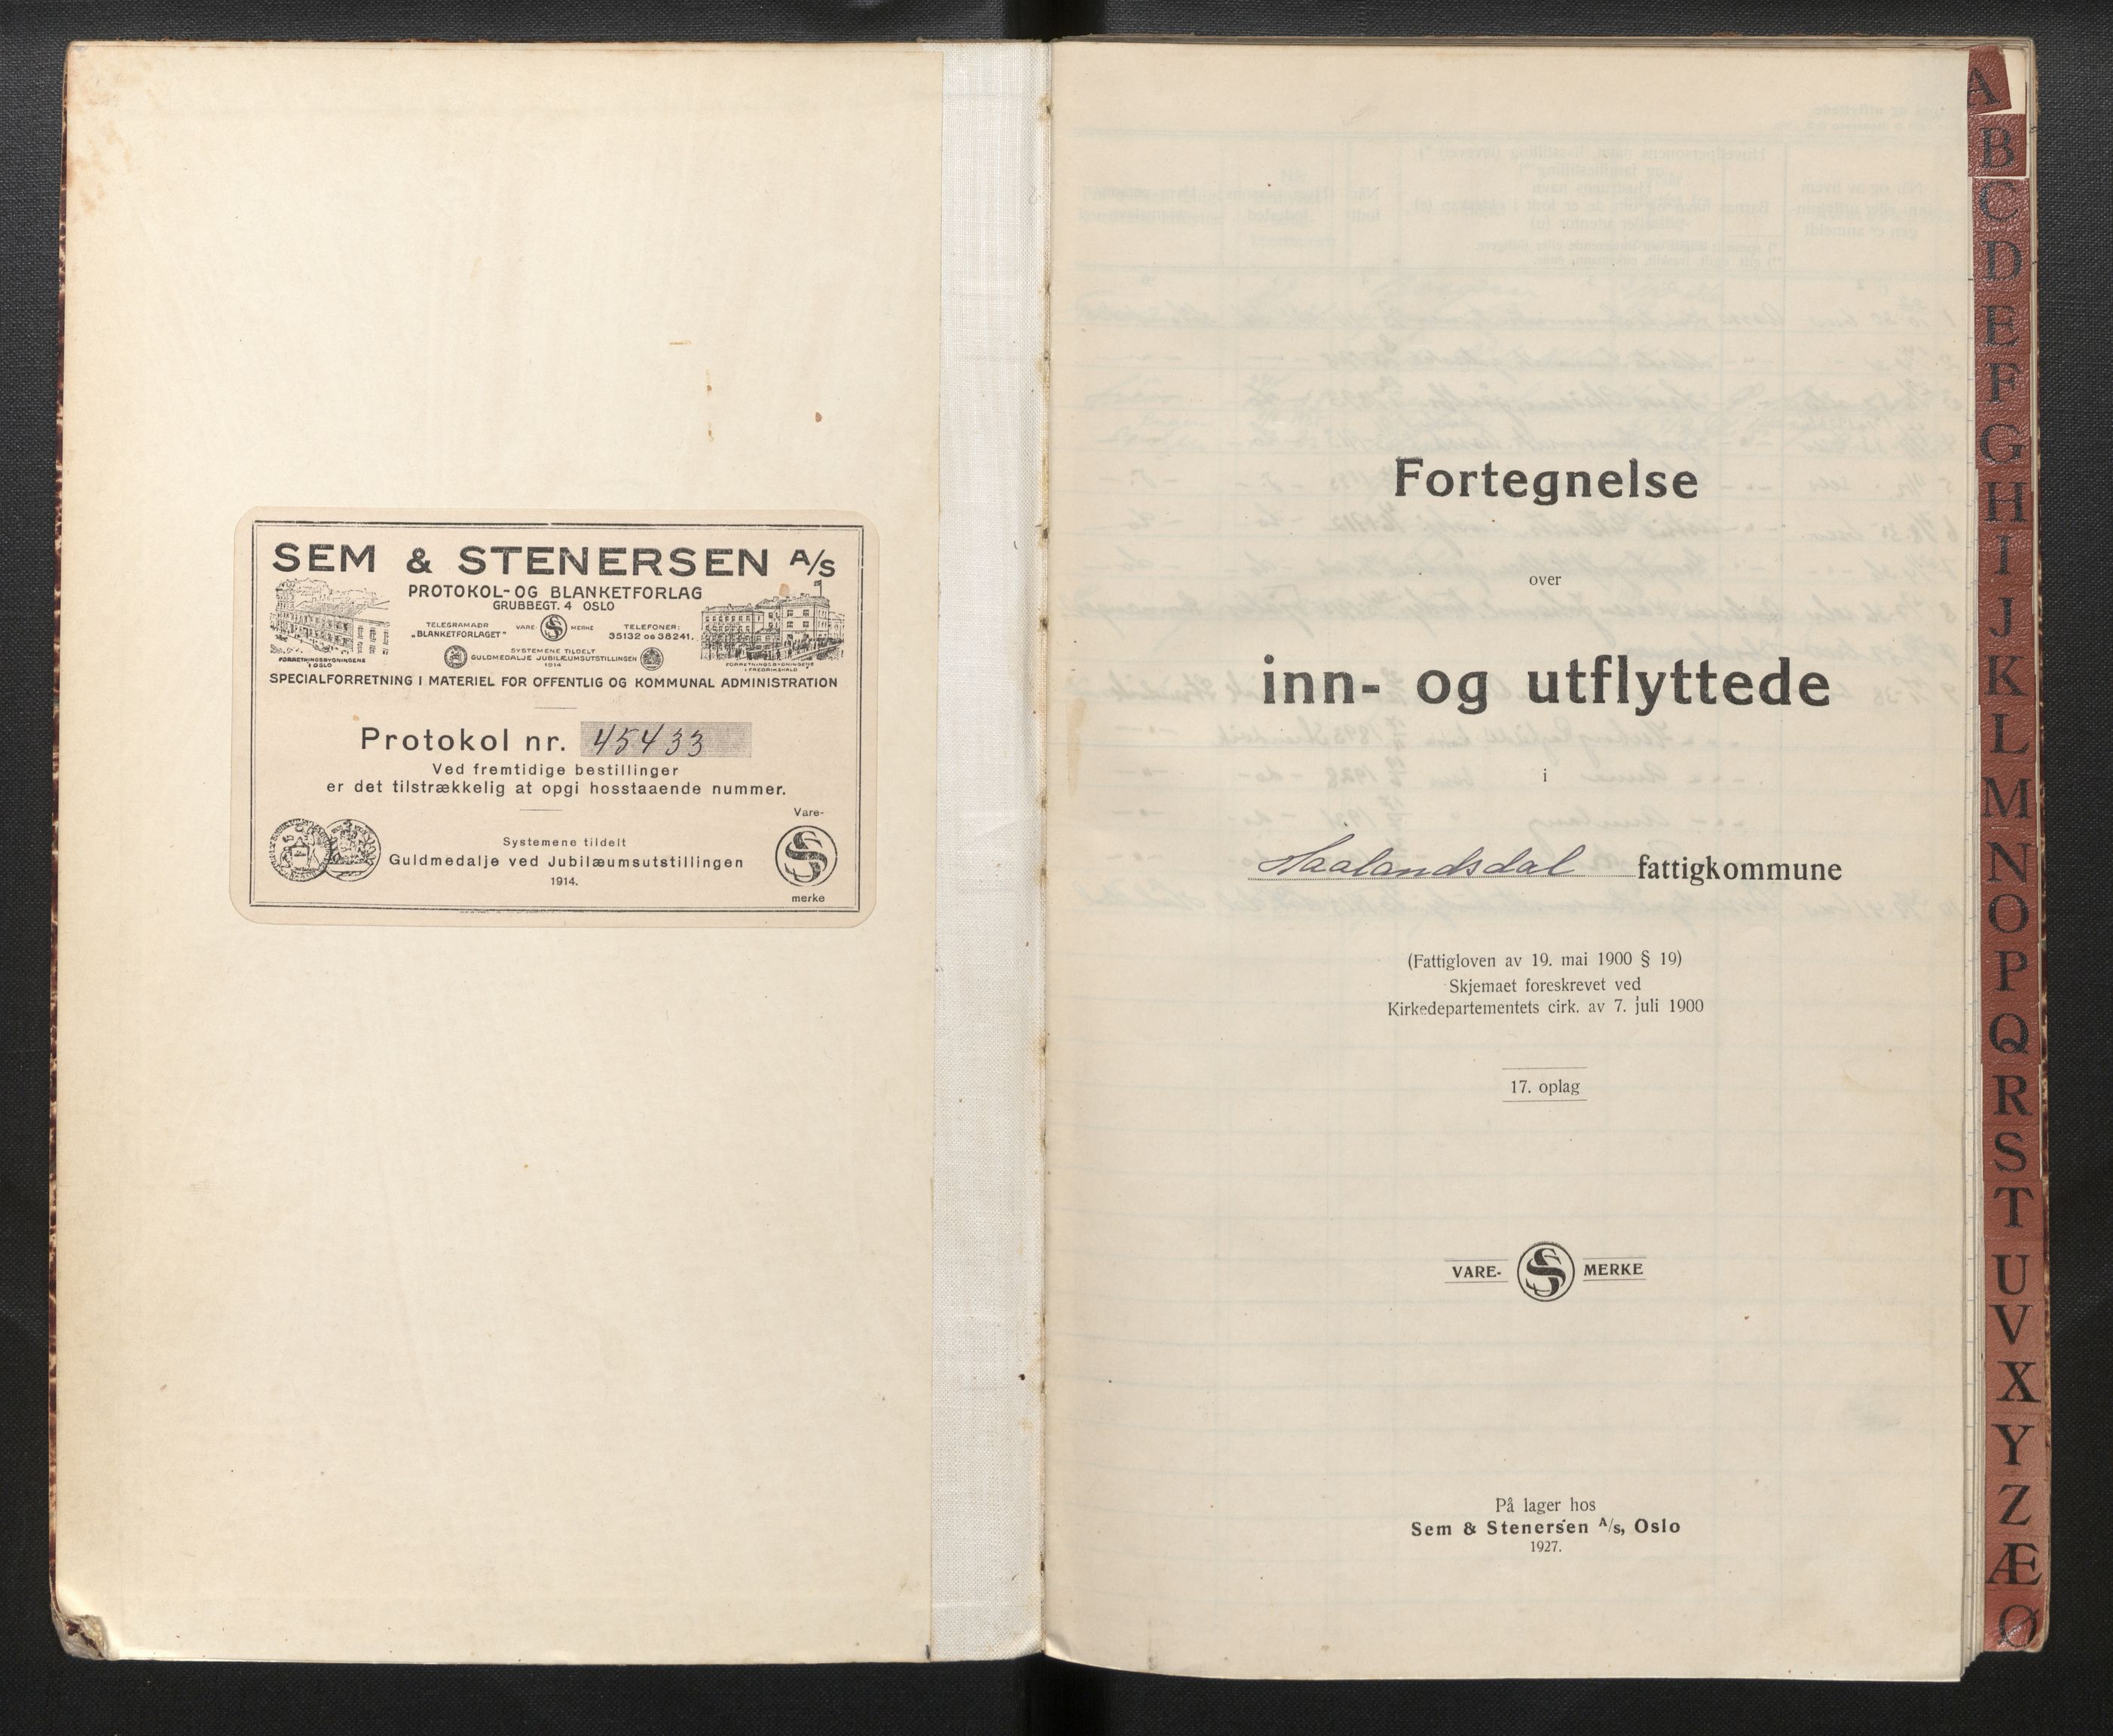 SEM & STENERSEN A/S
PROTOKOL- OG BLANKETFORLAG
GRUBBEGT. 4 OSLO
TELEGRAMADR
„BLANKETFORLAGET"
VARE MERKE
TELEFONER:
35132 OG 38241.
SYSTEMENE TILDELT
GULDMEDALJE JUBILÆUMSUTSTILLINGEN
1914
FORRETNINGSBYGNINGENE
I OSLO
FORRETNINGSBYGNINGENE
I FREDRIKSHALD
SPECIALFORRETNING I MATERIEL FOR OFFENTLIG OG KOMMUNAL ADMINISTRATION
Protokol nr. 45433
Ved fremtidige bestillinger
er det tilstrækkelig at opgi hosstaaende nummer.
Systemene tildelt
Guldmedalje ved Jubilæumsutstillingen
1914.
Vare-
merke
Fortegnelse
over
inn- og utflyttede
i
Haalandsdal fattigkommune
(Fattigloven av 19. mai 1900 § 19)
Skjemaet foreskrevet ved
Kirkedepartementets cirk. av 7. juli 1900
17. oplag
VARE- MERKE
På lager hos
Sem & Stenersen A/s, Oslo
1927.
A
B
C
D
E
F
G
H
I
J
K
L
M
N
O
P
Q
R
S
T
U
V
X
Y
Z
Æ
Ø